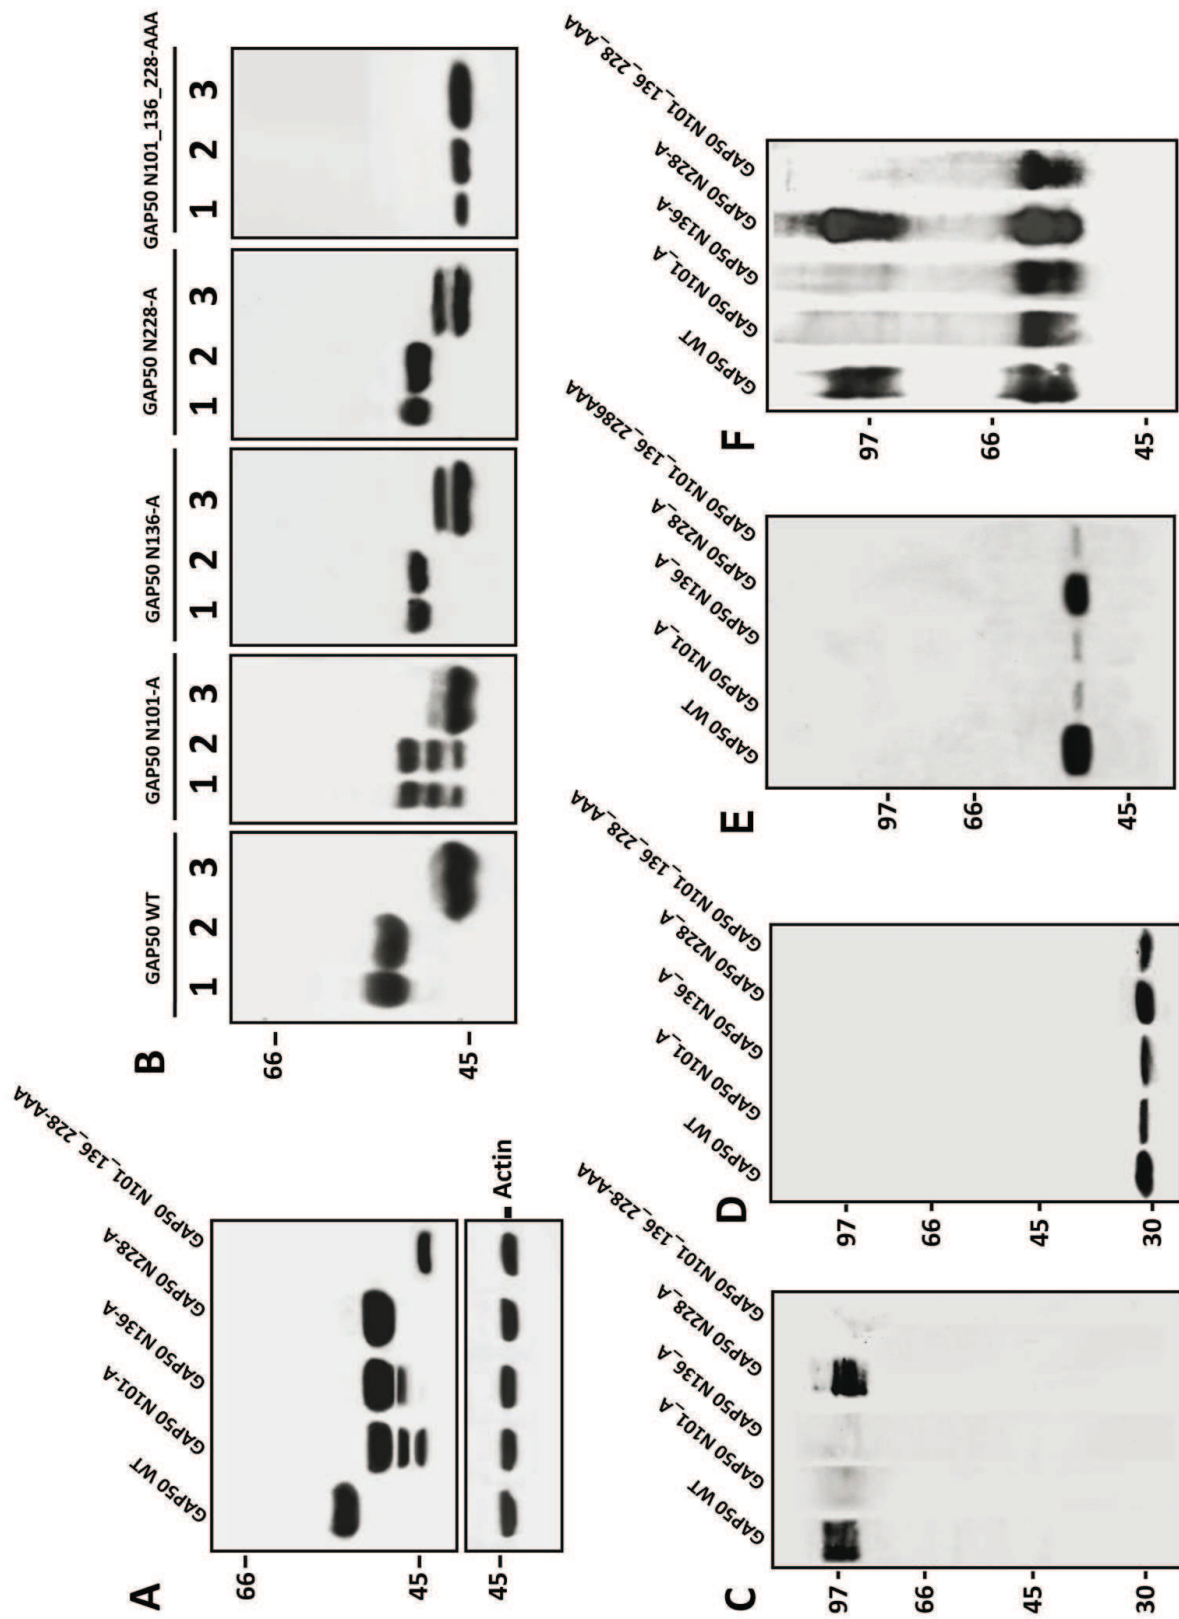 A
GAP50 WT
GAP50 N101-A
GAP50 N136-A
GAP50 N228-A
GAP50 N101_136_228-AAA
66-
45-
45-
Actin
B
GAP50 WT
GAP50 N101-A
GAP50 N136-A
GAP50 N228-A
GAP50 N101_136_228-AAA
1 2 3
1 2 3
1 2 3
1 2 3
1 2 3
66-
45-
C
GAP50 WT
GAP50 N101_A
GAP50 N136_A
GAP50 N228_A
GAP50 N101_136_228-AAA
97-
66-
45-
30-
D
GAP50 WT
GAP50 N101_A
GAP50 N136_A
GAP50 N228_A
GAP50 N101_136_228_AAA
97-
66-
45-
30-
E
GAP50 WT
GAP50 N101_A
GAP50 N136_A
GAP50 N228_A
GAP50 N101_136_2286AAA
97-
66-
45-
F
GAP50 WT
GAP50 N101_A
GAP50 N136-A
GAP50 N228-A
GAP50 N101_136_228_AAA
97-
66-
45-